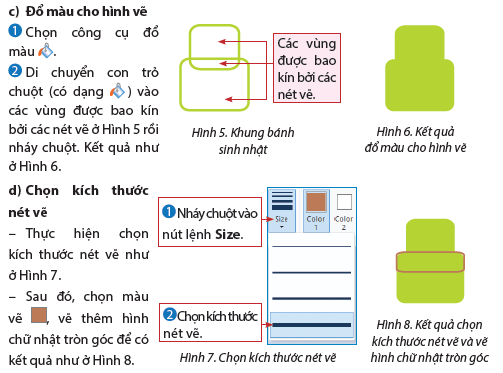 c) Đổ màu cho hình vẽ
1 Chọn công cụ đổ
màu .
2 Di chuyển con trỏ
chuột (có dạng ) vào
các vùng được bao kín
bởi các nét vẽ ở Hình 5 rồi
nháy chuột. Kết quả như
ở Hình 6.
Các vùng
được bao
kín bởi các
nét vẽ.
Hình 5. Khung bánh
sinh nhật
Hình 6. Kết quả
đổ màu cho hình vẽ
d) Chọn kích thước
nét vẽ
– Thực hiện chọn
kích thước nét vẽ như
ở Hình 7.
– Sau đó, chọn màu
vẽ , vẽ thêm hình
chữ nhật tròn góc để có
kết quả như ở Hình 8.
1 Nháy chuột vào
nút lệnh Size.
Size
Color
1
Color
2
2 Chọn kích thước
nét vẽ.
Hình 7. Chọn kích thước nét vẽ
Hình 8. Kết quả chọn
kích thước nét vẽ và vẽ
hình chữ nhật tròn góc